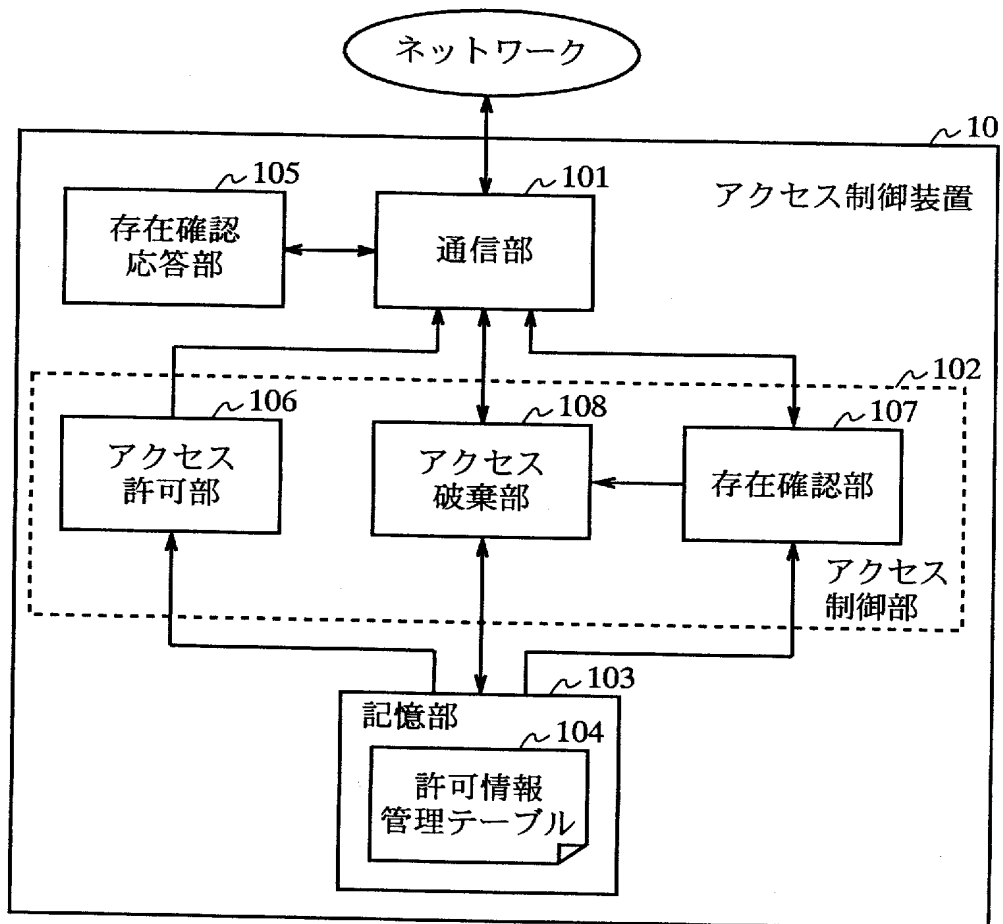 ネットワーク
10
アクセス制御装置
105
存在確認
応答部
101
通信部
102
106
アクセス
許可部
108
アクセス
破棄部
107
存在確認部
アクセス
制御部
103
記憶部
104
許可情報
管理テーブル